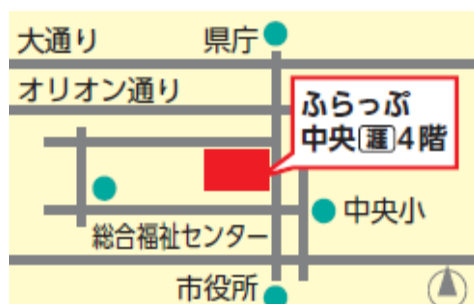 大通り
県庁
オリオン通り
ふらっぷ
中央 4階
中央小
総合福祉センター
市役所